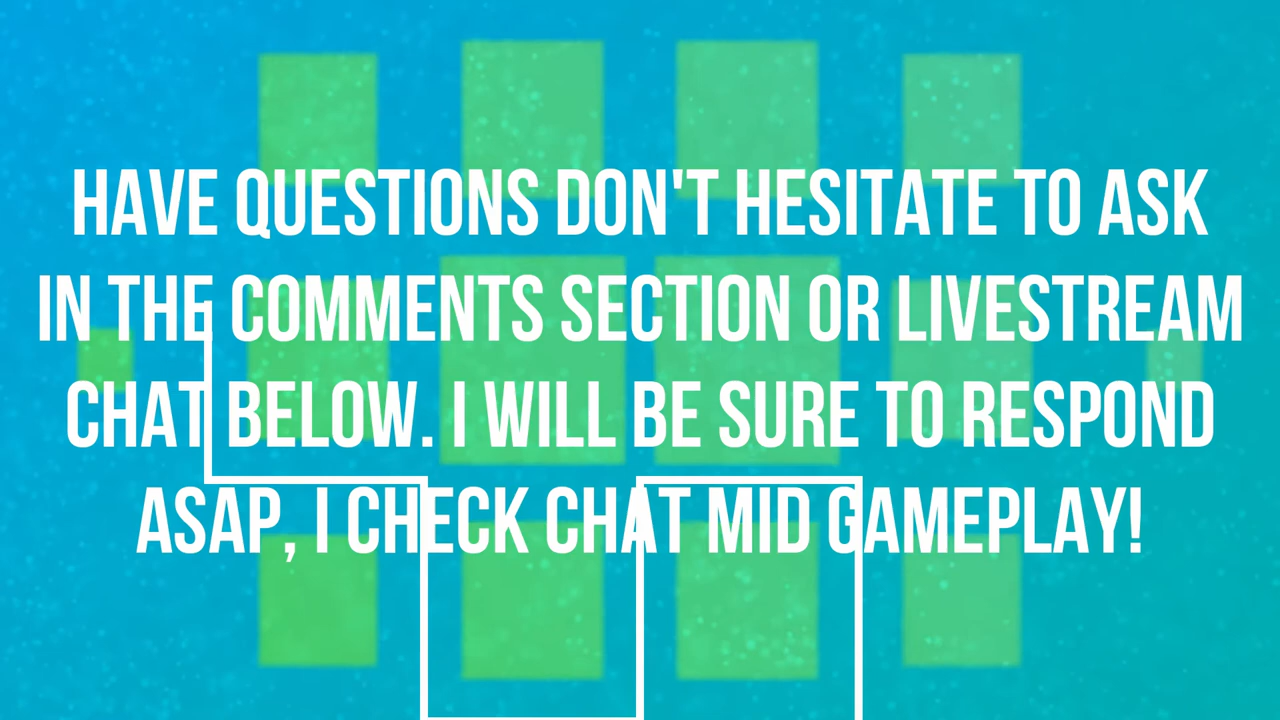 HAVE QUESTIONS DON'T HESITATE TO ASK
IN THE COMMENTS SECTION OR LIVESTREAM
CHAT BELOW. I WILL BE SURE TO RESPOND
ASAP, I CHECK CHAT MID GAMEPLAY!